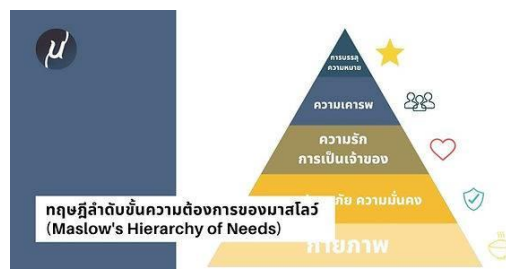 μ
การบรรลุ
ความหมาย
ความเคารพ
ความรัก
การเป็นเจ้าของ
ความมั่นคง
ทฤษฎีลำดับขั้นความต้องการของมาสโลว์
(Maslow's Hierarchy of Needs)
กายภาพ